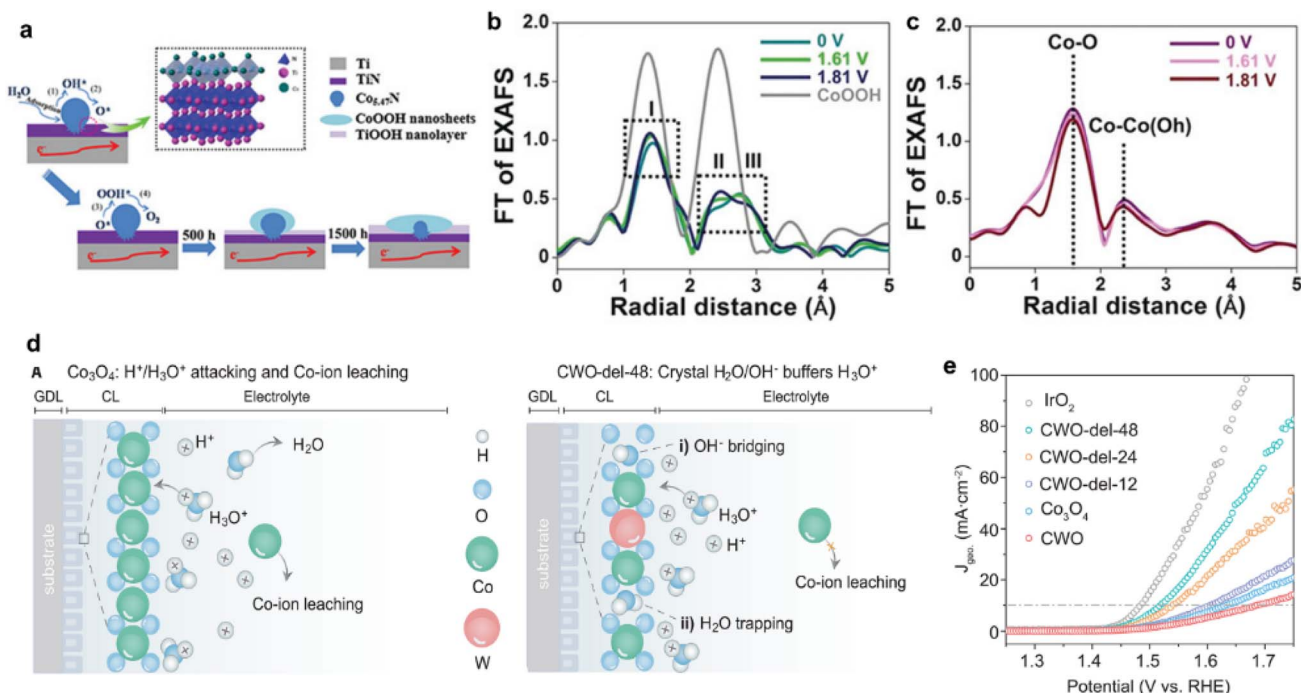 a
H₂O
Adsorption
(1)
OH*
(2)
O*
e⁻
N
Ti
Co
Ti
TiN
Co₅.₄₇N
CoOOH nanosheets
TiOOH nanolayer
OOH*
(3)
(4)
O*
O₂
e⁻
500 h
e⁻
1500 h
e⁻
b
FT of EXAFS
2.0
1.5
1.0
0.5
0
0 V
1.61 V
1.81 V
CoOOH
I
II
III
0 1 2 3 4 5
Radial distance (Å)
c
FT of EXAFS
2.0
1.5
1.0
0.5
0
Co-O
0 V
1.61 V
1.81 V
Co-Co(Oh)
0 1 2 3 4 5
Radial distance (Å)
d
A Co₃O₄: H⁺/H₃O⁺ attacking and Co-ion leaching
GDL CL Electrolyte
substrate
H⁺
H₂O
H₃O⁺
Co-ion leaching
H
O
Co
W
CWO-del-48: Crystal H₂O/OH⁻ buffers H₃O⁺
GDL CL Electrolyte
substrate
i) OH⁻ bridging
H₃O⁺
H⁺
Co-ion leaching
ii) H₂O trapping
e
J geo. (mA·cm⁻²)
100
80
60
40
20
10
0
IrO₂
CWO-del-48
CWO-del-24
CWO-del-12
Co₃O₄
CWO
1.3 1.4 1.5 1.6 1.7
Potential (V vs. RHE)